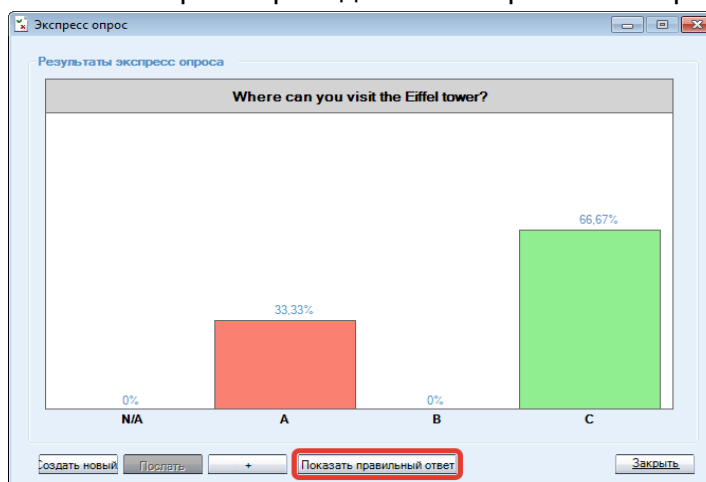 Экспресс опрос
Результаты экспресс опроса
Where can you visit the Eiffel tower?
66,67%
33,33%
0%
0%
N/A A B C
Создать новый Послать + Показать правильный ответ Закрыть